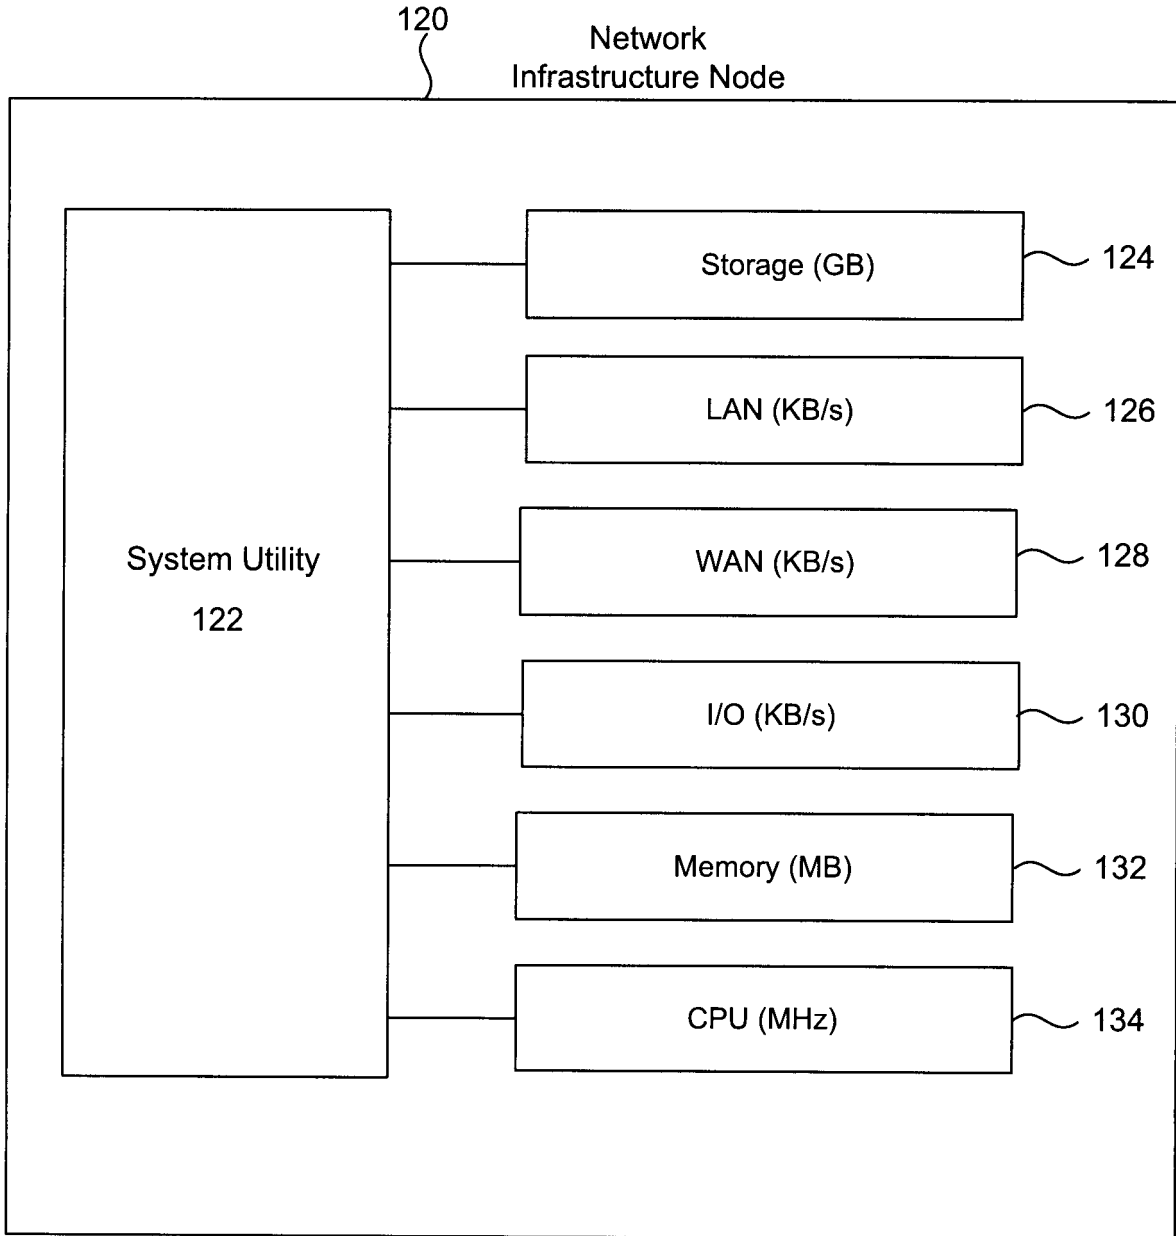 120
Network
Infrastructure Node
Storage (GB)
124
LAN (KB/s)
126
System Utility
122
WAN (KB/s)
128
I/O (KB/s)
130
Memory (MB)
132
CPU (MHz)
134